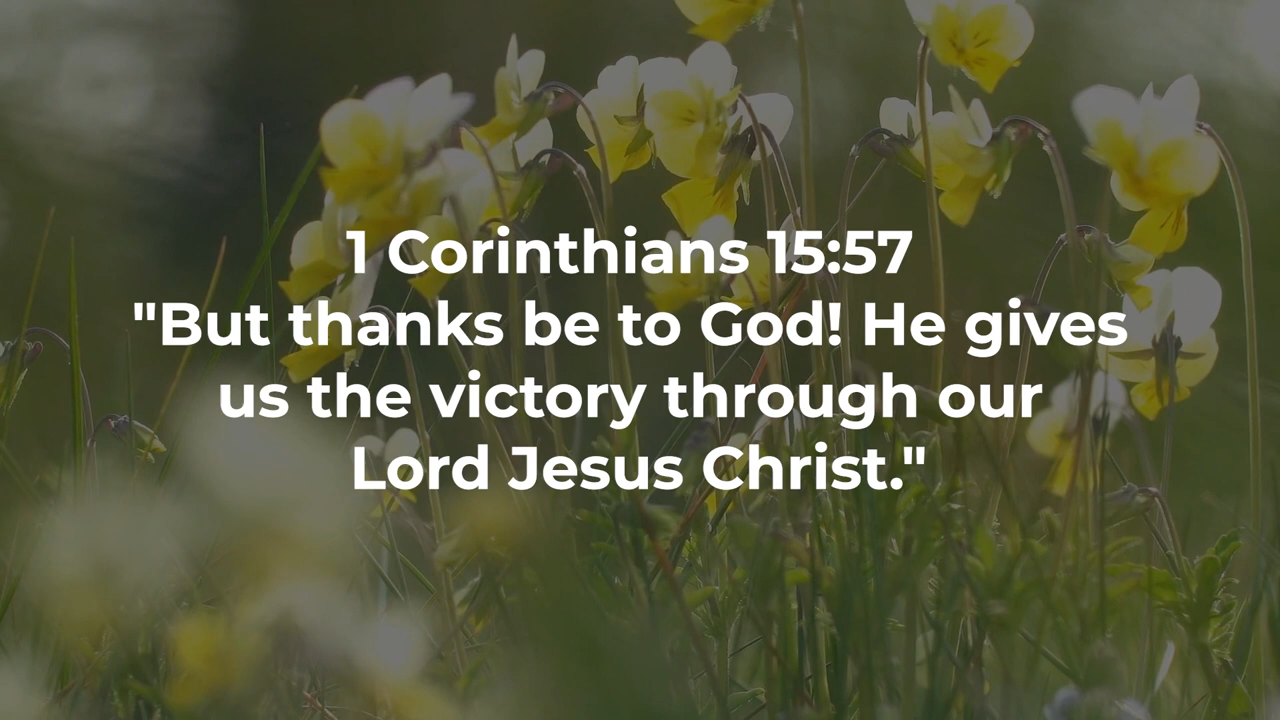 1 Corinthians 15:57
"But thanks be to God! He gives
us the victory through our
Lord Jesus Christ."